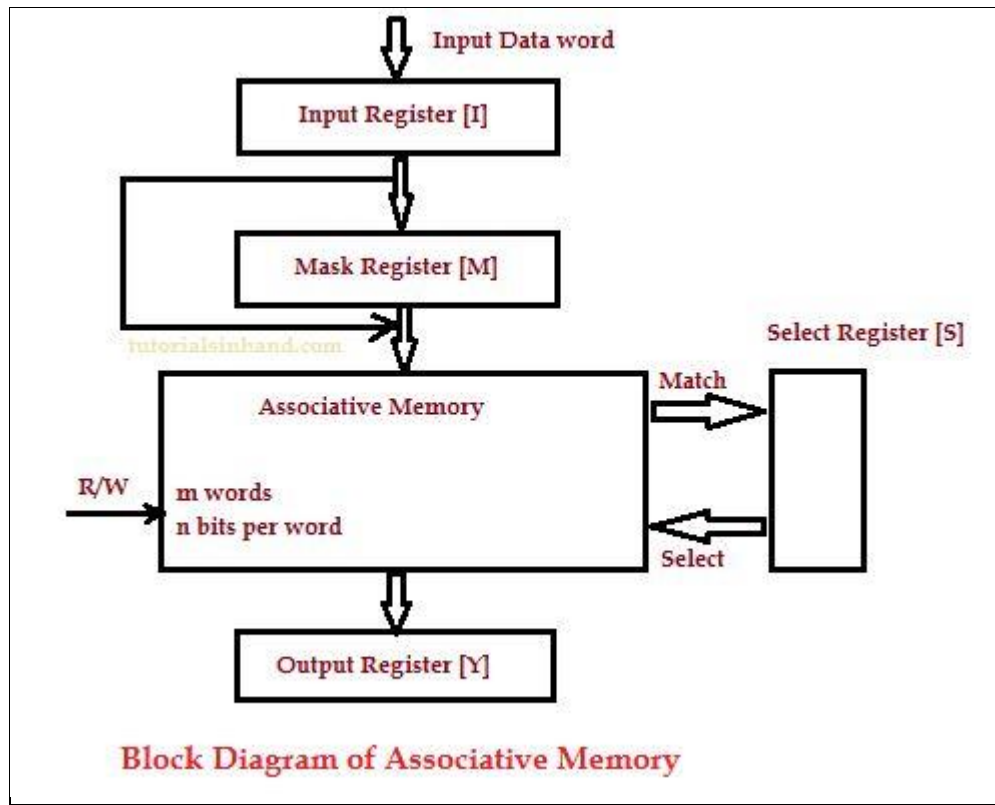 Input Data word
Input Register [I]
Mask Register [M]
tutorialsinhand.com
Select Register [S]
Associative Memory
Match
R/W
m words
n bits per word
Select
Output Register [Y]
Block Diagram of Associative Memory